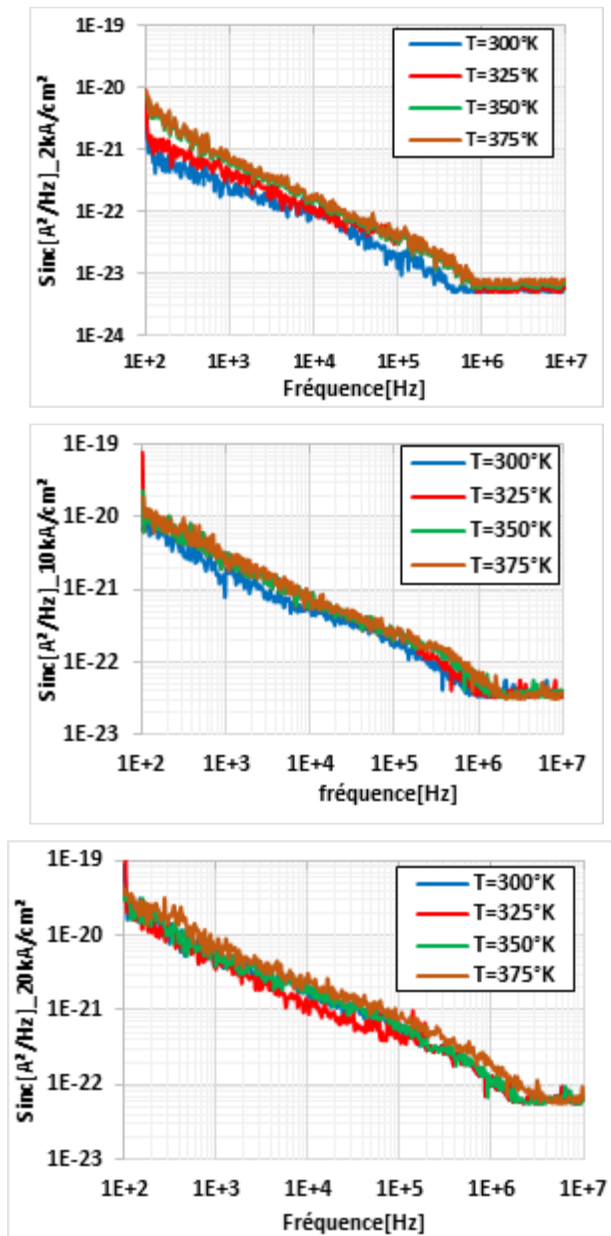 1E-19
1E-20
1E-21
1E-22
1E-23
1E-24
Sinc[A²/Hz]_2kA/cm²
T=300°K
T=325°K
T=350°K
T=375°K
1E+2 1E+3 1E+4 1E+5 1E+6 1E+7
Fréquence[Hz]
1E-19
1E-20
1E-21
1E-22
1E-23
Sinc[A²/Hz]_10kA/cm²
T=300°K
T=325°K
T=350°K
T=375°K
1E+2 1E+3 1E+4 1E+5 1E+6 1E+7
fréquence[Hz]
1E-19
1E-20
1E-21
1E-22
1E-23
Sinc[A²/Hz]_20kA/cm²
T=300°K
T=325°K
T=350°K
T=375°K
1E+2 1E+3 1E+4 1E+5 1E+6 1E+7
Fréquence[Hz]